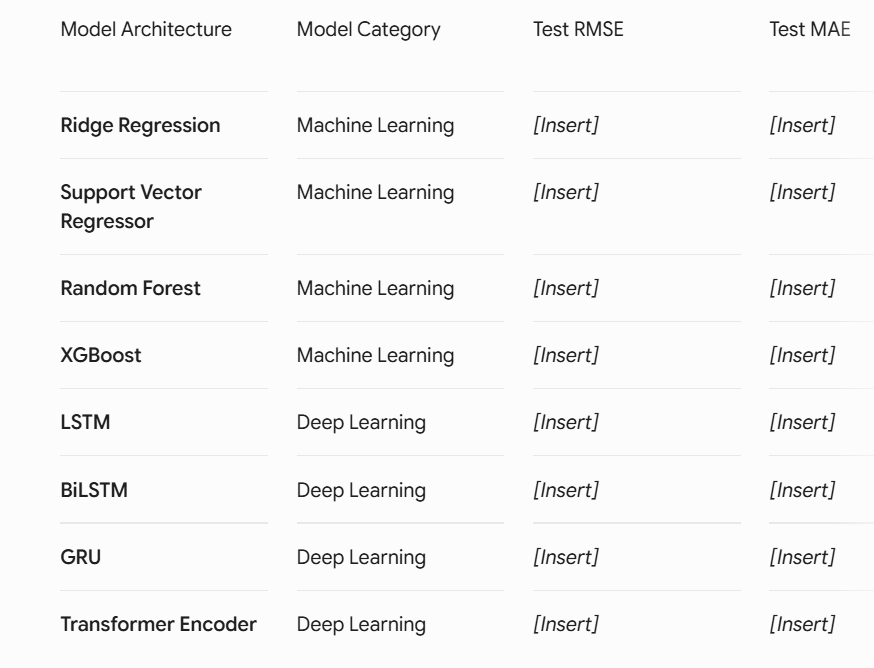 Model Architecture Model Category Test RMSE Test MAE
Ridge Regression Machine Learning [Insert] [Insert]
Support Vector Machine Learning [Insert] [Insert]
Regressor
Random Forest Machine Learning [Insert] [Insert]
XGBoost Machine Learning [Insert] [Insert]
LSTM Deep Learning [Insert] [Insert]
BiLSTM Deep Learning [Insert] [Insert]
GRU Deep Learning [Insert] [Insert]
Transformer Encoder Deep Learning [Insert] [Insert]